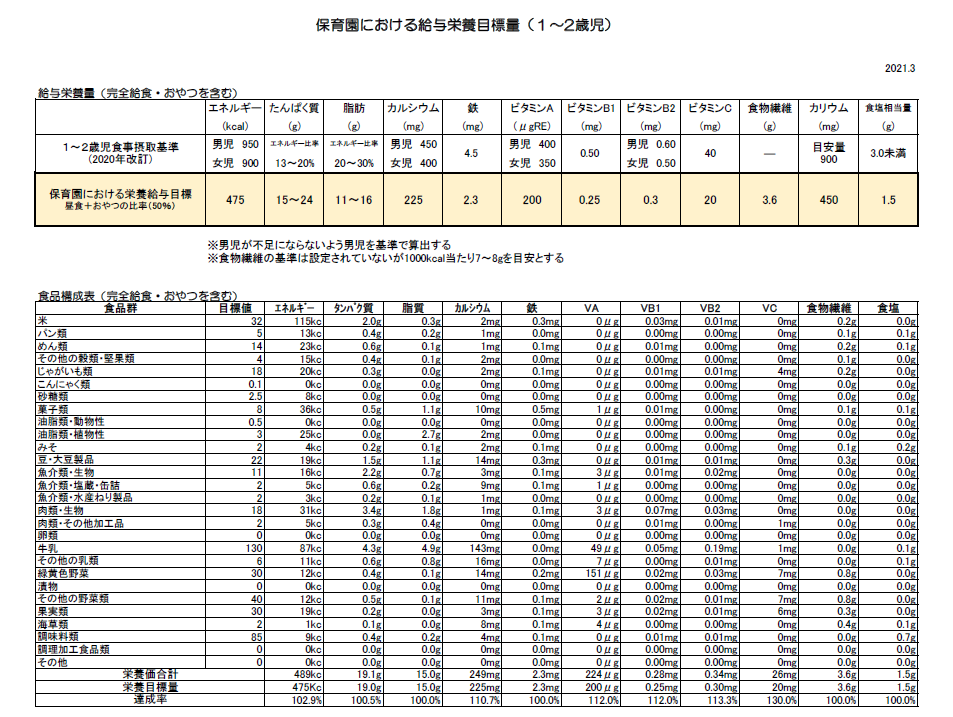 保育園における給与栄養目標量（１～２歳児）
2021.3
給与栄養量（完全給食・おやつを含む）
エネルギー たんぱく質 脂肪 カルシウム 鉄 ビタミンA ビタミンB1 ビタミンB2 ビタミンC 食物繊維 カリウム 食塩相当量
(kcal) (g) (g) (mg) (mg) (μgRE) (mg) (mg) (mg) (g) (mg) (g)
１～２歳児食事摂取基準 男児 950 エネルギー比率 エネルギー比率 男児 450 4.5 男児 400 0.50 男児 0.60 40 ― 目安量 3.0未満
(2020年改訂) 女児 900 13～20% 20～30% 女児 400 女児 350 女児 0.50 900
保育園における栄養給与目標 475 15～24 11～16 225 2.3 200 0.25 0.3 20 3.6 450 1.5
昼食＋おやつの比率(50%)
※男児が不足にならないよう男児を基準で算出する
※食物繊維の基準は設定されていないが1000kcal当たり7～8gを目安とする
食品構成表（完全給食・おやつを含む）
食品群 目標値 エネルギー タンパク質 脂質 カルシウム 鉄 VA VB1 VB2 VC 食物繊維 食塩
米 32 115kc 2.0g 0.3g 2mg 0.3mg 0μg 0.03mg 0.01mg 0mg 0.2g 0.0g
パン類 5 13kc 0.4g 0.2g 1mg 0.0mg 0μg 0.00mg 0.00mg 0mg 0.1g 0.1g
めん類 14 23kc 0.6g 0.1g 1mg 0.0mg 0μg 0.01mg 0.00mg 0mg 0.2g 0.1g
その他の穀類・堅果類 4 15kc 0.4g 0.1g 2mg 0.0mg 0μg 0.00mg 0.00mg 0mg 0.1g 0.0g
じゃがいも類 18 20kc 0.3g 0.0g 2mg 0.1mg 0μg 0.01mg 0.01mg 4mg 0.2g 0.0g
こんにゃく類 0.1 0kc 0.0g 0.0g 0mg 0.0mg 0μg 0.00mg 0.00mg 0mg 0.0g 0.0g
砂糖類 2.5 8kc 0.0g 0.0g 0mg 0.0mg 0μg 0.00mg 0.00mg 0mg 0.0g 0.0g
菓子類 8 36kc 0.5g 1.1g 10mg 0.5mg 1μg 0.01mg 0.00mg 0mg 0.1g 0.1g
油脂類・動物性 0.5 0kc 0.0g 0.0g 0mg 0.0mg 0μg 0.00mg 0.00mg 0mg 0.0g 0.0g
油脂類・植物性 3 25kc 0.0g 2.7g 2mg 0.0mg 0μg 0.00mg 0.00mg 0mg 0.0g 0.0g
みそ 2 4kc 0.2g 0.1g 2mg 0.1mg 0μg 0.00mg 0.00mg 0mg 0.1g 0.2g
豆・大豆製品 22 19kc 1.5g 1.1g 14mg 0.3mg 0μg 0.01mg 0.01mg 0mg 0.3g 0.0g
魚介類・生物 11 16kc 2.2g 0.7g 3mg 0.1mg 3μg 0.01mg 0.02mg 0mg 0.0g 0.0g
魚介類・塩蔵・缶詰 2 5kc 0.6g 0.2g 9mg 0.1mg 1μg 0.00mg 0.00mg 0mg 0.0g 0.0g
魚介類・水産ねり製品 2 3kc 0.2g 0.1g 1mg 0.0mg 0μg 0.00mg 0.00mg 0mg 0.0g 0.0g
肉類・生物 18 31kc 3.4g 1.8g 1mg 0.1mg 3μg 0.07mg 0.03mg 0mg 0.0g 0.0g
肉類・その他加工品 2 5kc 0.3g 0.4g 0mg 0.0mg 0μg 0.01mg 0.00mg 1mg 0.0g 0.0g
卵類 0 0kc 0.0g 0.0g 0mg 0.0mg 0μg 0.00mg 0.00mg 0mg 0.0g 0.0g
牛乳 130 87kc 4.3g 4.9g 143mg 0.0mg 49μg 0.05mg 0.19mg 1mg 0.0g 0.1g
その他の乳類 6 11kc 0.6g 0.8g 16mg 0.0mg 7μg 0.00mg 0.01mg 0mg 0.0g 0.1g
緑黄色野菜 30 12kc 0.4g 0.1g 14mg 0.2mg 151μg 0.02mg 0.03mg 7mg 0.8g 0.0g
漬物 0 0kc 0.0g 0.0g 0mg 0.0mg 0μg 0.00mg 0.00mg 0mg 0.0g 0.0g
その他の野菜類 40 12kc 0.5g 0.1g 11mg 0.1mg 2μg 0.02mg 0.01mg 7mg 0.8g 0.0g
果実類 30 19kc 0.2g 0.0g 3mg 0.1mg 3μg 0.02mg 0.01mg 6mg 0.3g 0.0g
海草類 2 1kc 0.1g 0.0g 8mg 0.1mg 4μg 0.00mg 0.00mg 0mg 0.4g 0.1g
調味料類 85 9kc 0.4g 0.2g 4mg 0.1mg 0μg 0.01mg 0.01mg 0mg 0.0g 0.7g
調理加工食品類 0 0kc 0.0g 0.0g 0mg 0.0mg 0μg 0.00mg 0.00mg 0mg 0.0g 0.0g
その他 0 0kc 0.0g 0.0g 0mg 0.0mg 0μg 0.00mg 0.00mg 0mg 0.0g 0.0g
栄養価合計 489kc 19.1g 15.0g 249mg 2.3mg 224μg 0.28mg 0.34mg 26mg 3.6g 1.5g
栄養目標量 475Kc 19.0g 15.0g 225mg 2.3mg 200μg 0.25mg 0.30mg 20mg 3.6g 1.5g
達成率 102.9% 100.5% 100.0% 110.7% 100.0% 112.0% 112.0% 113.3% 130.0% 100.0% 100.0%